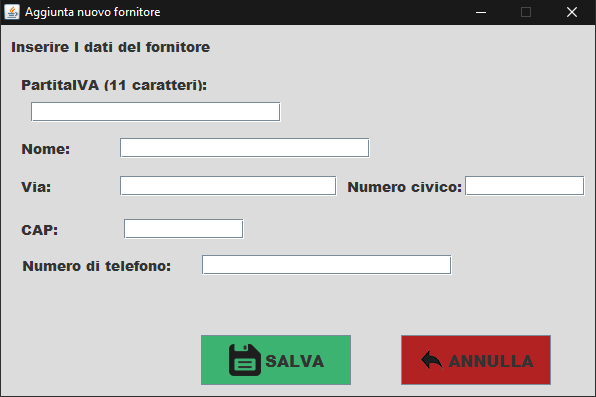 Aggiunta nuovo fornitore
Inserire I dati del fornitore
PartitaIVA (11 caratteri):
Nome:
Via: Numero civico:
CAP:
Numero di telefono:
SALVA ANNULLA